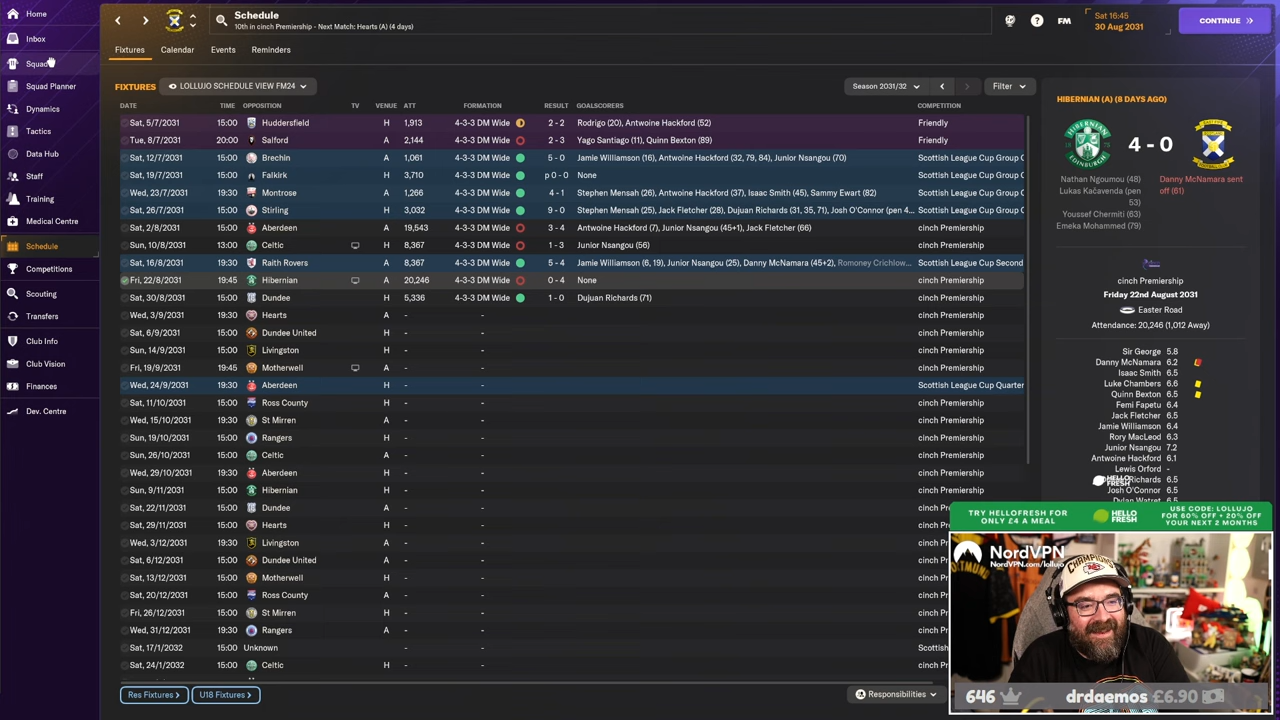 Home
Inbox
Squad
Squad Planner
Dynamics
Tactics
Data Hub
Staff
Training
Medical Centre
Schedule
Competitions
Scouting
Transfers
Club Info
Club Vision
Finances
Dev. Centre
Schedule
10th in cinch Premiership - Next Match: Hearts (A) (4 days)
FM
Sat 16:45
30 Aug 2031
CONTINUE
Fixtures Calendar Events Reminders
FIXTURES LOLLUJO SCHEDULE VIEW FM24 Season 2031/32 Filter
DATE TIME OPPOSITION TV VENUE ATT FORMATION RESULT GOALSCORERS COMPETITION
Sat, 5/7/2031 15:00 Huddersfield H 1,913 4-3-3 DM Wide 2 - 2 Rodrigo (20), Antwoine Hackford (52) Friendly
Tue, 8/7/2031 20:00 Salford A 2,144 4-3-3 DM Wide 2 - 3 Yago Santiago (11), Quinn Bexton (89) Friendly
Sat, 12/7/2031 15:00 Brechin A 1,061 4-3-3 DM Wide 5 - 0 Jamie Williamson (16), Antwoine Hackford (32, 79, 84), Junior Nsangou (70) Scottish League Cup Group
Sat, 19/7/2031 15:00 Falkirk H 3,710 4-3-3 DM Wide p 0 - 0 None Scottish League Cup Group
Wed, 23/7/2031 19:30 Montrose A 1,266 4-3-3 DM Wide 4 - 1 Stephen Mensah (26), Antwoine Hackford (37), Isaac Smith (45), Sammy Ewart (82) Scottish League Cup Group
Sat, 26/7/2031 15:00 Stirling H 3,032 4-3-3 DM Wide 9 - 0 Stephen Mensah (25), Jack Fletcher (28), Dujuan Richards (31, 35, 71), Josh O'Connor (pen 4... Scottish League Cup Group
Sat, 2/8/2031 15:00 Aberdeen A 19,543 4-3-3 DM Wide 3 - 4 Antwoine Hackford (7), Junior Nsangou (45+1), Jack Fletcher (66) cinch Premiership
Sun, 10/8/2031 13:00 Celtic H 8,367 4-3-3 DM Wide 1 - 3 Junior Nsangou (56) cinch Premiership
Sat, 16/8/2031 19:30 Raith Rovers A 8,367 4-3-3 DM Wide 5 - 4 Jamie Williamson (6, 19), Junior Nsangou (25), Danny McNamara (45+2), Romoney Crichlow... Scottish League Cup Second
Fri, 22/8/2031 19:45 Hibernian A 20,246 4-3-3 DM Wide 0 - 4 None cinch Premiership
Sat, 30/8/2031 15:00 Dundee H 5,336 4-3-3 DM Wide 1 - 0 Dujuan Richards (71) cinch Premiership
Wed, 3/9/2031 19:30 Hearts A - - cinch Premiership
Sat, 6/9/2031 15:00 Dundee United H - - cinch Premiership
Sun, 14/9/2031 15:00 Livingston H - - cinch Premiership
Fri, 19/9/2031 19:45 Motherwell A - - cinch Premiership
Wed, 24/9/2031 19:30 Aberdeen A - - Scottish League Cup Quarter
Sat, 11/10/2031 15:00 Ross County H - - cinch Premiership
Wed, 15/10/2031 19:30 St Mirren A - - cinch Premiership
Sun, 19/10/2031 15:00 Rangers H - - cinch Premiership
Sun, 26/10/2031 15:00 Celtic A - - cinch Premiership
Wed, 29/10/2031 19:30 Aberdeen H - - cinch Premiership
Sun, 9/11/2031 15:00 Hibernian H - - cinch Premiership
Sat, 22/11/2031 15:00 Dundee A - - cinch Premiership
Sat, 29/11/2031 15:00 Hearts H - - cinch Premiership
Wed, 3/12/2031 19:30 Livingston A - - cinch Pr
Sat, 6/12/2031 15:00 Dundee United A - - cinch Pr
Sat, 13/12/2031 15:00 Motherwell H - - cinch Pr
Sat, 20/12/2031 15:00 Ross County A - - cinch Pr
Fri, 26/12/2031 15:00 St Mirren H - - cinch Pr
Wed, 31/12/2031 19:30 Rangers A - - cinch Pr
Sat, 17/1/2032 15:00 Unknown - - Scottish
Sat, 24/1/2032 15:00 Celtic H - - cinch Pr
Res Fixtures > U18 Fixtures > Responsibilities
HIBERNIAN (A) (8 DAYS AGO)
HIBERNIAN
EDINBURGH
4 - 0
Nathan Ngoumou (48)
Lukas Kačavenda (pen
53)
Youssef Chermiti (63)
Emeka Mohammed (79)
Danny McNamara sent
off (61)
cinch Premiership
Friday 22nd August 2031
Easter Road
Attendance: 20,246 (1,012 Away)
Sir George 5.8
Danny McNamara 6.2
Isaac Smith 6.5
Luke Chambers 6.6
Quinn Bexton 6.5
Femi Fapetu 6.4
Jack Fletcher 6.5
Jamie Williamson 6.4
Rory MacLeod 6.3
Junior Nsangou 7.2
Antwoine Hackford 6.1
Lewis Orford -
Richards 6.5
HELLO
FRESH
Josh O'Connor 6.5
Dylan Watret 6.5
TRY HELLOFRESH FOR
ONLY £4 A MEAL
HELLO
FRESH
USE CODE: LOLLUJO
FOR 60% OFF + 20% OFF
YOUR NEXT 2 MONTHS
NordVPN
NordVPN.com/lollujo
CHAMPIONS
646 drdaemos £6.90